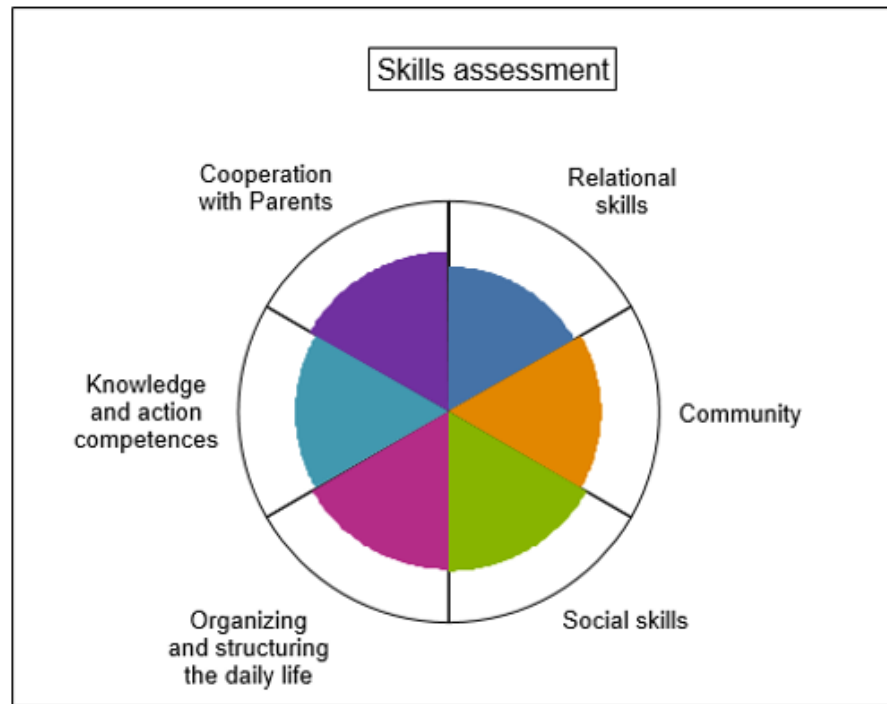 Skills assessment
Cooperation
with Parents
Relational
skills
Knowledge
and action
competences
Community
Organizing
and structuring
the daily life
Social skills